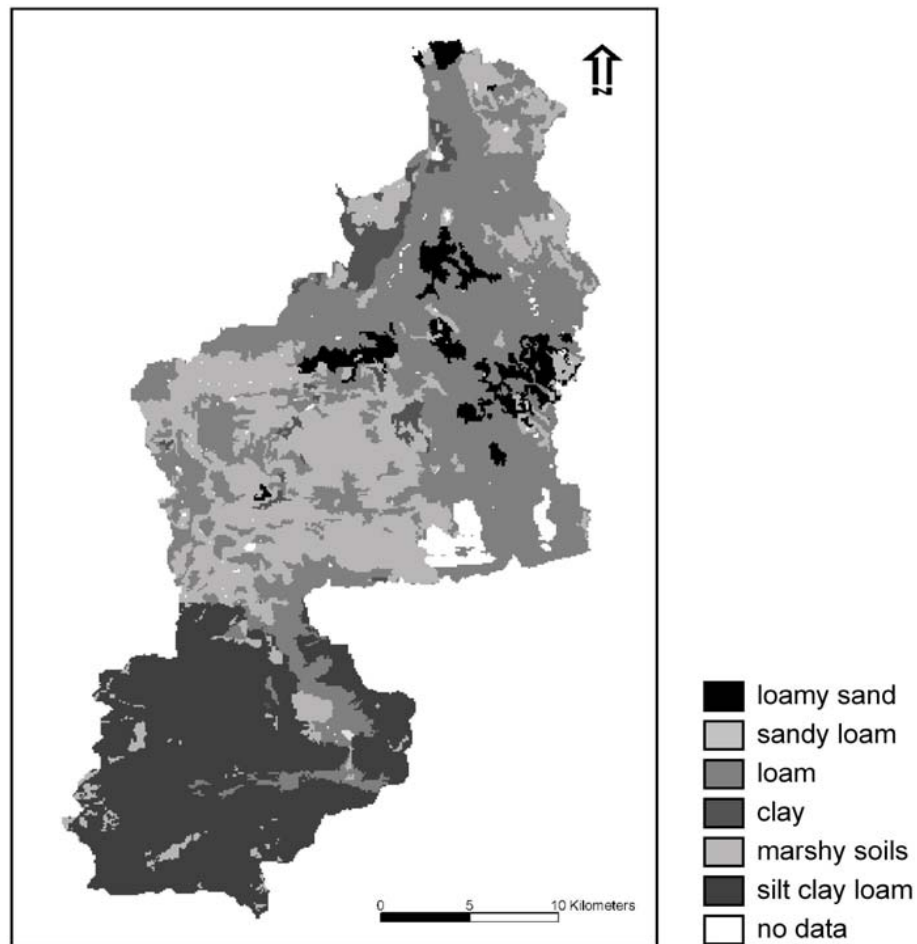 N
loamy sand
sandy loam
loam
clay
marshy soils
silt clay loam
no data
0 5 10 Kilometers